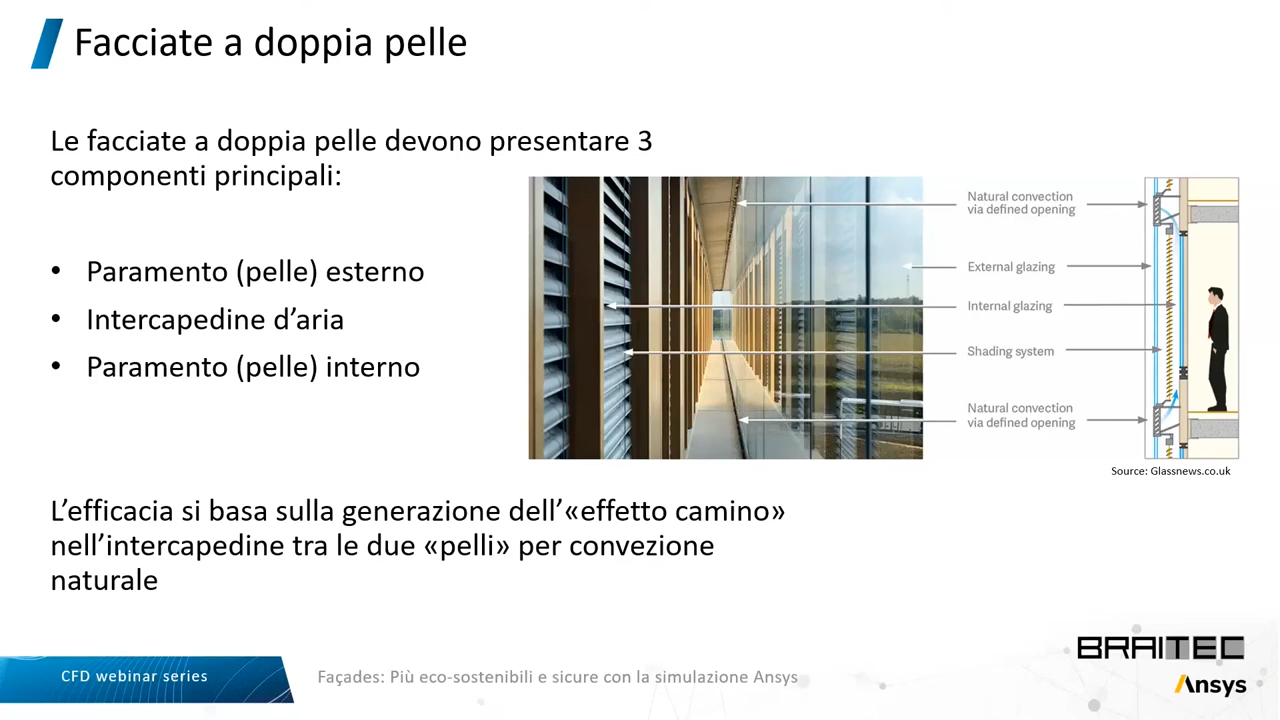 Facciate a doppia pelle
Le facciate a doppia pelle devono presentare 3
componenti principali:
• Paramento (pelle) esterno
• Intercapedine d’aria
• Paramento (pelle) interno
Natural convection
via defined opening
External glazing
Internal glazing
Shading system
Natural convection
via defined opening
Source: Glassnews.co.uk
L’efficacia si basa sulla generazione dell’«effetto camino»
nell’intercapedine tra le due «pelli» per convezione
naturale
CFD webinar series
Façades: Più eco-sostenibili e sicure con la simulazione Ansys
BRAITEC
Ansys